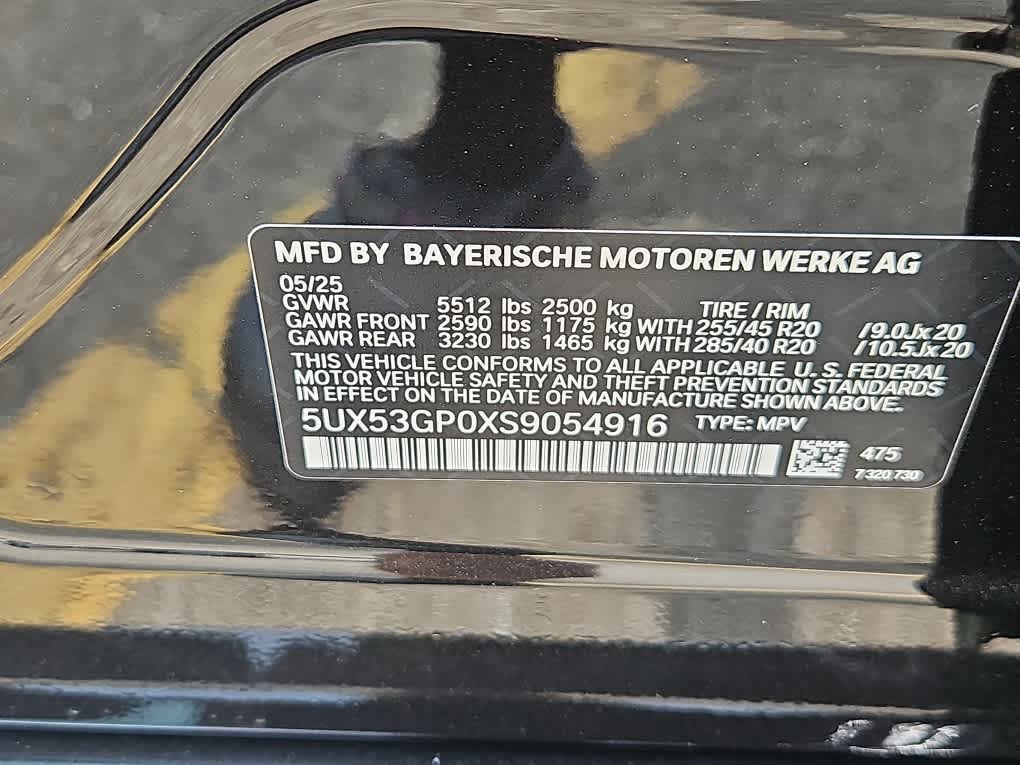 MFD BY BAYERISCHE MOTOREN WERKE AG
05/25
GVWR 5512 lbs 2500 kg TIRE / RIM
GAWR FRONT 2590 lbs 1175 kg WITH 255/45 R20 /9.0Jx20
GAWR REAR 3230 lbs 1465 kg WITH 285/40 R20 /10.5Jx20
THIS VEHICLE CONFORMS TO ALL APPLICABLE U. S. FEDERAL
MOTOR VEHICLE SAFETY AND THEFT PREVENTION STANDARDS
IN EFFECT ON THE DATE OF MANUFACTURE SHOWN ABOVE.
5UX53GP0XS9054916 TYPE: MPV
475
7 320 730